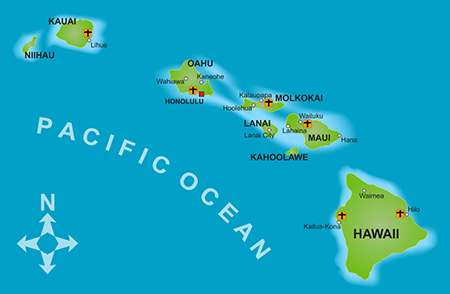 KAUAI
Lihue
NIIHAU
OAHU
Wahiawa
Kaneohe
HONOLULU
Kalaupapa
MOLKOKAI
Hoolehua
LANAI
Lanai City
Wailuku
Lahaina
MAUI
Hana
KAHOOLAWE
PACIFIC OCEAN
N
Waimea
Hilo
Kailua-Kona
HAWAII